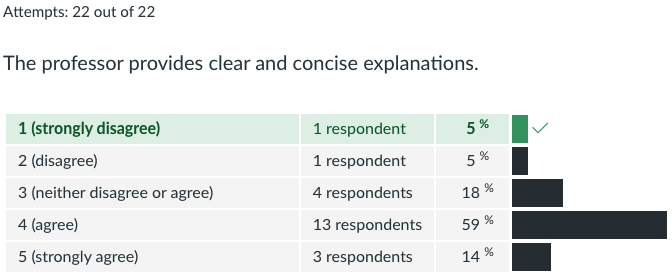 Attempts: 22 out of 22
The professor provides clear and concise explanations.
1 (strongly disagree) 1 respondent 5 %
2 (disagree) 1 respondent 5 %
3 (neither disagree or agree) 4 respondents 18 %
4 (agree) 13 respondents 59 %
5 (strongly agree) 3 respondents 14 %